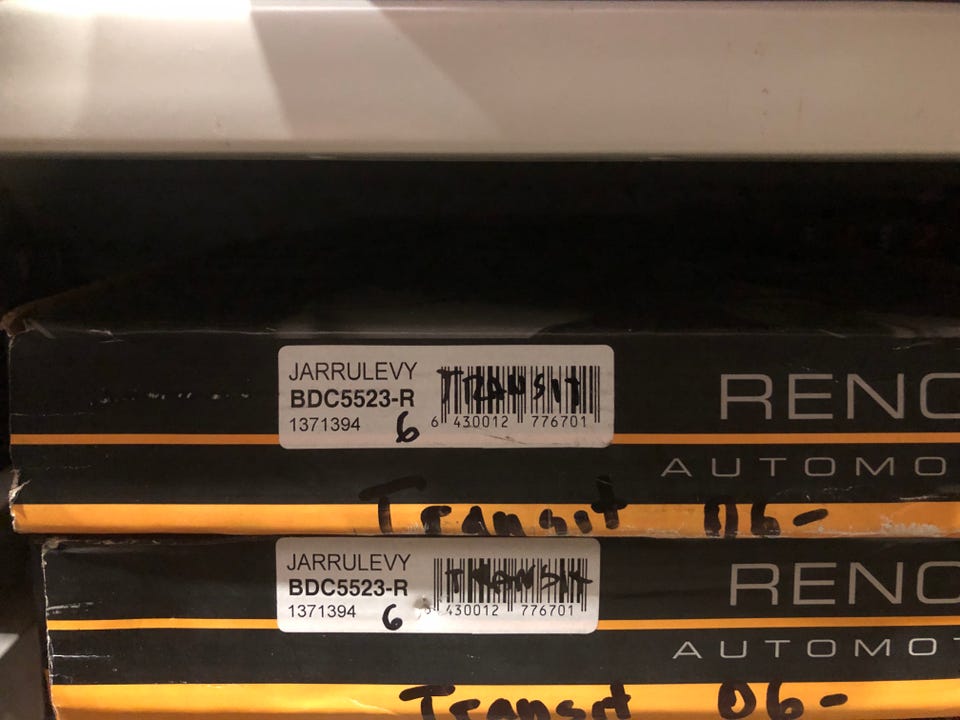 JARRULEVY
BDC5523-R
1371394 6
TRANSIT
6 430012 776701
RENO
AUTOMO
Transit 06-
JARRULEVY
BDC5523-R
1371394 6
TRANSIT
430012 776701
RENO
AUTOMOT
Transit 06-